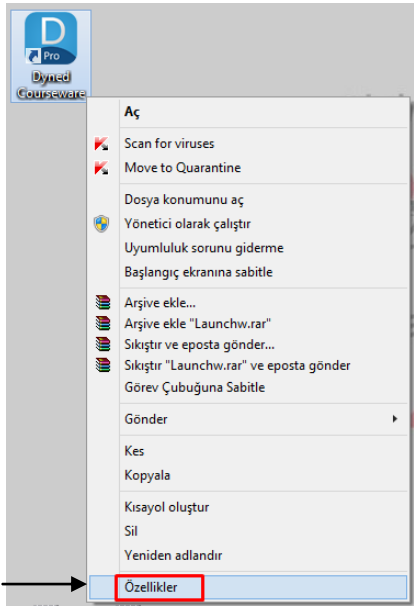 D
Pro
Dyned
Courseware
Aç
Scan for viruses
Move to Quarantine
Dosya konumunu aç
Yönetici olarak çalıştır
Uyumluluk sorunu giderme
Başlangıç ekranına sabitle
Arşive ekle...
Arşive ekle "Launchw.rar"
Sıkıştır ve eposta gönder...
Sıkıştır "Launchw.rar" ve eposta gönder
Görev Çubuğuna Sabitle
Gönder
Kes
Kopyala
Kısayol oluştur
Sil
Yeniden adlandır
Özellikler